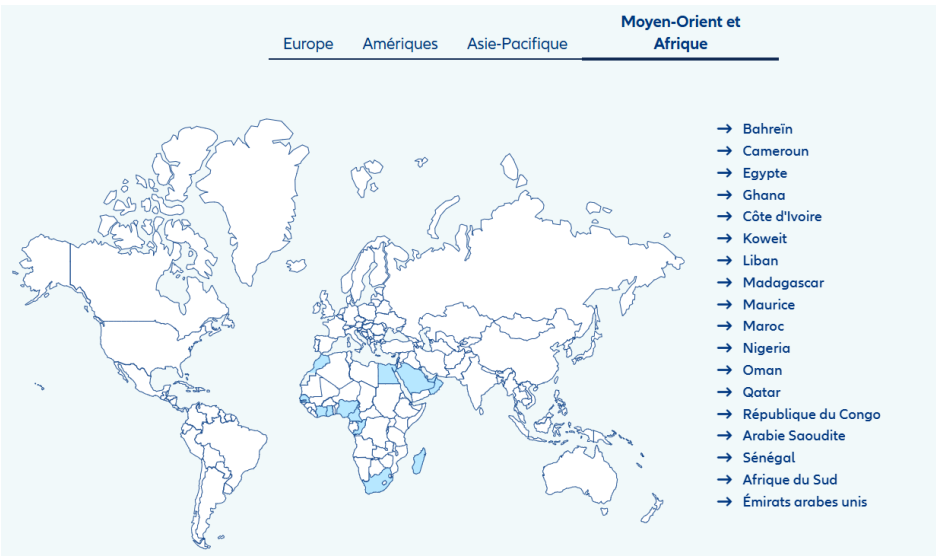 Europe Amériques Asie-Pacifique Moyen-Orient et
Afrique
→ Bahreïn
→ Cameroun
→ Egypte
→ Ghana
→ Côte d'Ivoire
→ Koweit
→ Liban
→ Madagascar
→ Maurice
→ Maroc
→ Nigeria
→ Oman
→ Qatar
→ République du Congo
→ Arabie Saoudite
→ Sénégal
→ Afrique du Sud
→ Émirats arabes unis